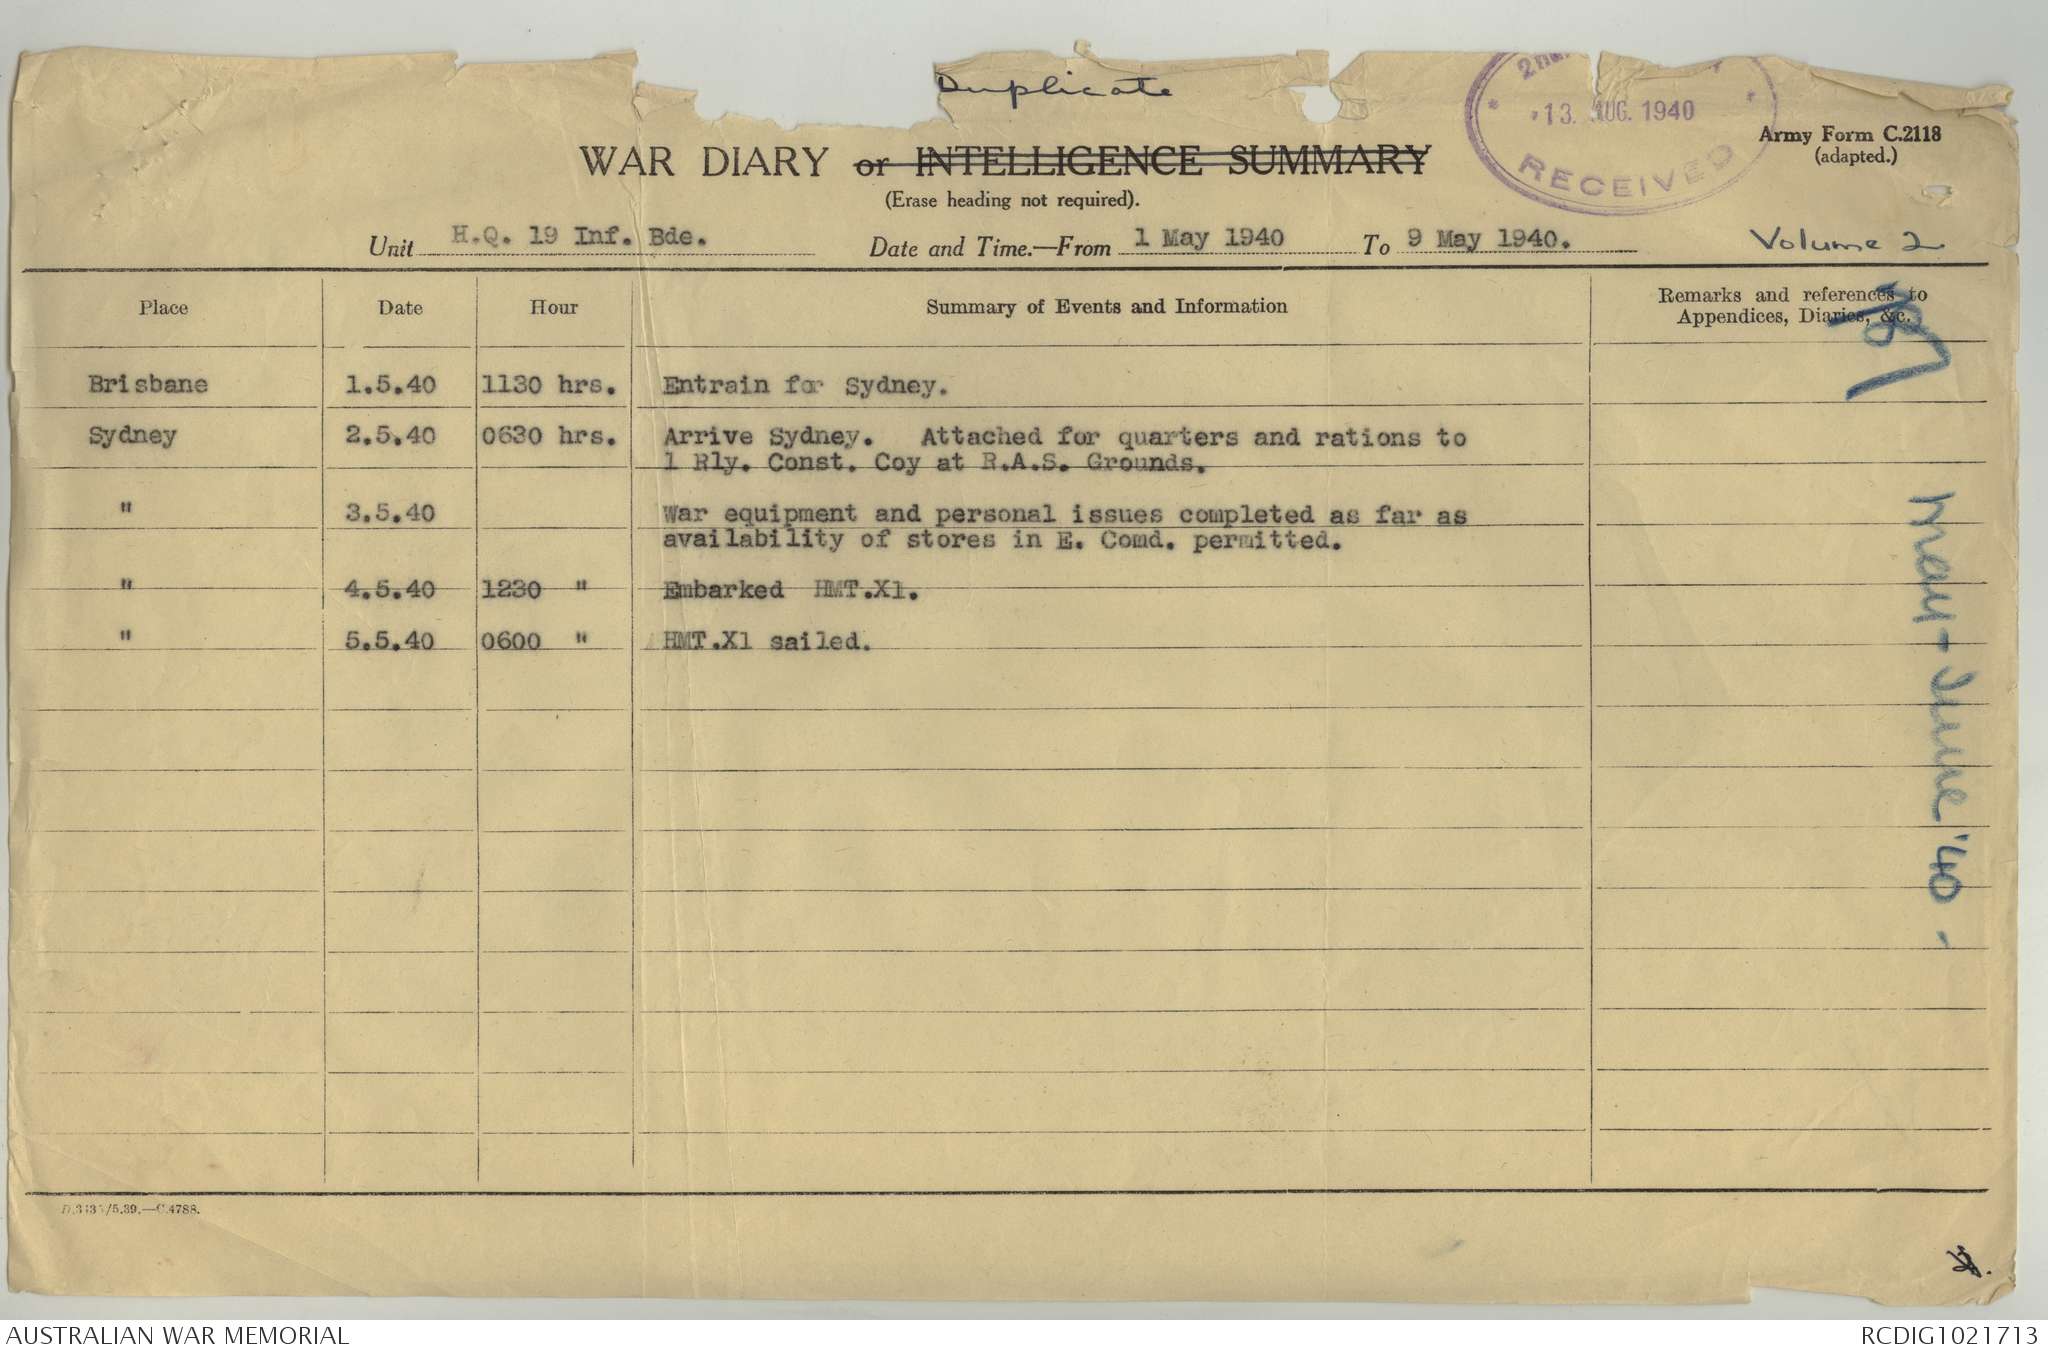 Duplicate
13. AUG. 1940
RECEIVED
Army Form C.2118
(adapted.)
WAR DIARY or INTELLIGENCE SUMMARY
(Erase heading not required).
Unit H.Q. 19 Inf. Bde. Date and Time.—From 1 May 1940 To 9 May 1940. Volume 2
Place Date Hour Summary of Events and Information Remarks and references to
Appendices, Diaries, &c.
Brisbane 1.5.40 1130 hrs. Entrain for Sydney.
Sydney 2.5.40 0630 hrs. Arrive Sydney. Attached for quarters and rations to
1 Rly. Const. Coy at R.A.S. Grounds.
" 3.5.40 War equipment and personal issues completed as far as
availability of stores in E. Comd. permitted.
" 4.5.40 1230 " Embarked HMT.X1.
" 5.5.40 0600 " HMT.X1 sailed.
May - June '40 -
/5.39.—C.4788.
AUSTRALIAN WAR MEMORIAL RCDIG1021713